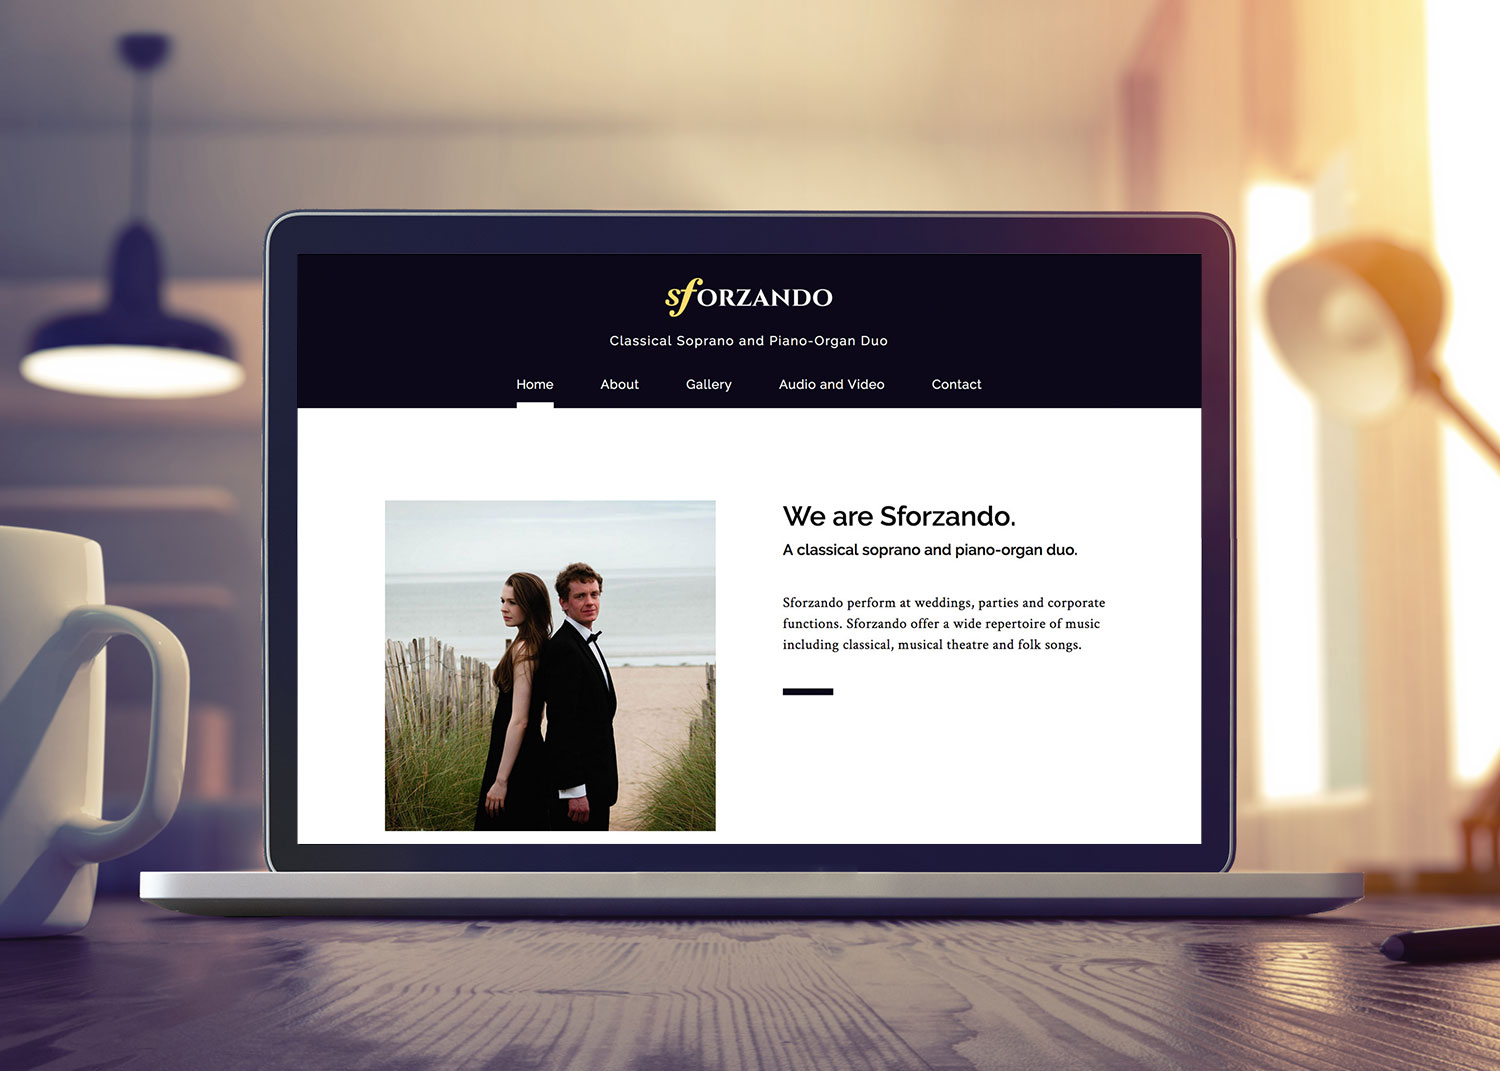 sforzando
Classical Soprano and Piano-Organ Duo
Home About Gallery Audio and Video Contact
We are Sforzando.
A classical soprano and piano-organ duo.
Sforzando perform at weddings, parties and corporate
functions. Sforzando offer a wide repertoire of music
including classical, musical theatre and folk songs.